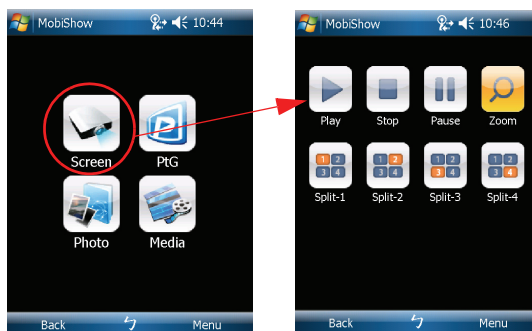 MobiShow 10:44
Screen PtG
Photo Media
Back ㄅ Menu
MobiShow 10:46
Play Stop Pause Zoom
1 2 1 2 1 2 1 2
3 4 3 4 3 4 3 4
Split-1 Split-2 Split-3 Split-4
Back ㄅ Menu